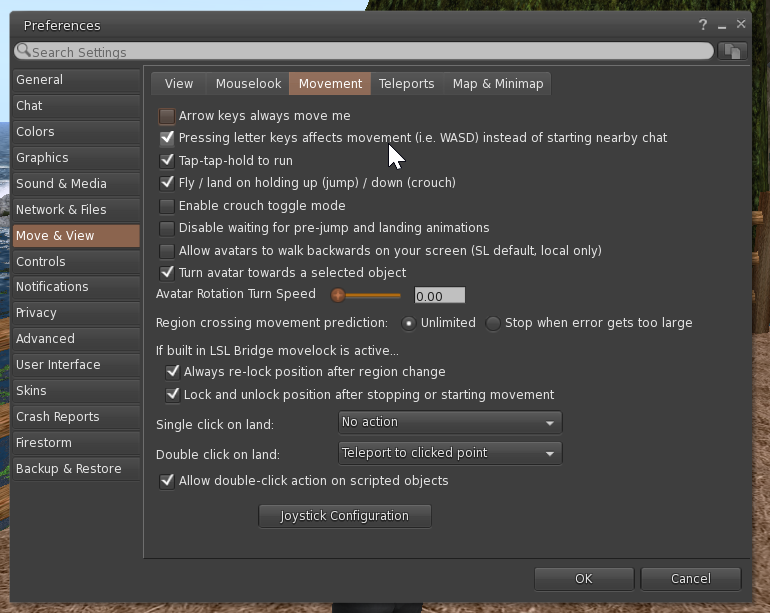 Preferences
?
Search Settings
General
Chat
Colors
Graphics
Sound & Media
Network & Files
Move & View
Controls
Notifications
Privacy
Advanced
User Interface
Skins
Crash Reports
Firestorm
Backup & Restore
View Mouselook Movement Teleports Map & Minimap
Arrow keys always move me
Pressing letter keys affects movement (i.e. WASD) instead of starting nearby chat
Tap-tap-hold to run
Fly / land on holding up (jump) / down (crouch)
Enable crouch toggle mode
Disable waiting for pre-jump and landing animations
Allow avatars to walk backwards on your screen (SL default, local only)
Turn avatar towards a selected object
Avatar Rotation Turn Speed 0.00
Region crossing movement prediction: Unlimited Stop when error gets too large
If built in LSL Bridge movelock is active...
Always re-lock position after region change
Lock and unlock position after stopping or starting movement
Single click on land: No action
Double click on land: Teleport to clicked point
Allow double-click action on scripted objects
Joystick Configuration
OK Cancel